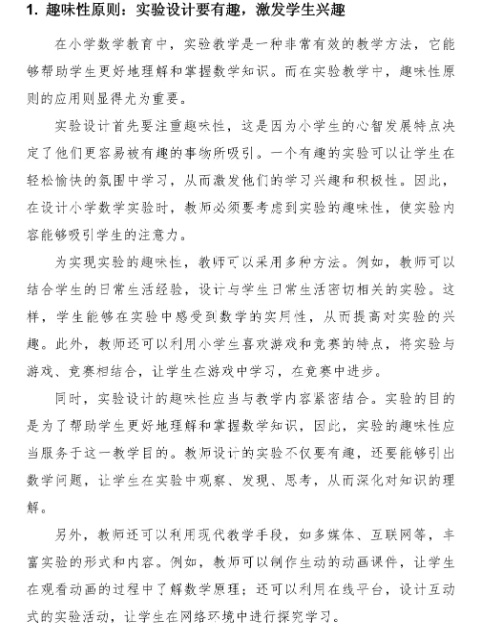 1. 趣味性原则：实验设计要有趣，激发学生兴趣
在小学数学教育中，实验教学是一种非常有效的教学方法，它能
够帮助学生更好地理解和掌握数学知识。而在实验教学中，趣味性原
则的应用则显得尤为重要。
实验设计首先要注重趣味性，这是因为小学生的心智发展特点决
定了他们更容易被有趣的事物所吸引。一个有趣的实验可以让学生在
轻松愉快的氛围中学习，从而激发他们的学习兴趣和积极性。因此，
在设计小学数学实验时，教师必须要考虑到实验的趣味性，使实验内
容能够吸引学生的注意力。
为实现实验的趣味性，教师可以采用多种方法。例如，教师可以
结合学生的日常生活经验，设计与学生日常生活密切相关的实验。这
样，学生能够在实验中感受到数学的实用性，从而提高对实验的兴
趣。此外，教师还可以利用小学生喜欢游戏和竞赛的特点，将实验与
游戏、竞赛相结合，让学生在游戏中学习，在竞赛中进步。
同时，实验设计的趣味性应当与教学内容紧密结合。实验的目的
是为了帮助学生更好地理解和掌握数学知识，因此，实验的趣味性应
当服务于这一教学目的。教师设计的实验不仅要有趣，还要能够引出
数学问题，让学生在实验中观察、发现、思考，从而深化对知识的理
解。
另外，教师还可以利用现代教学手段，如多媒体、互联网等，丰
富实验的形式和内容。例如，教师可以制作生动的动画课件，让学生
在观看动画的过程中了解数学原理；还可以利用在线平台，设计互动
式的实验活动，让学生在网络环境中进行探究学习。